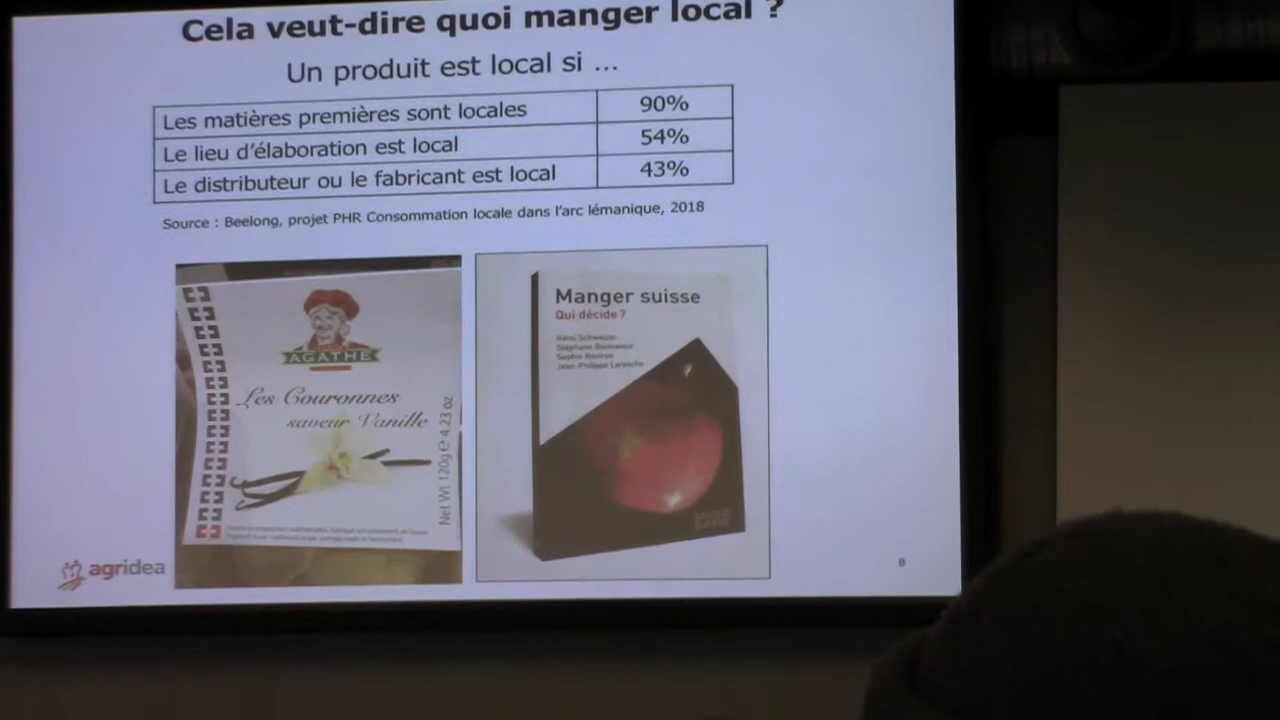 Cela veut-dire quoi manger local ?
Un produit est local si ...
Les matières premières sont locales 90%
Le lieu d'élaboration est local 54%
Le distributeur ou le fabricant est local 43%
Source : Beelong, projet PHR Consommation locale dans l'arc lémanique, 2018
AGATHE
Les Couronnes
saveur Vanille
Net Wt 120g e 4.23 oz
Manger suisse
Qui décide ?
agridea
8